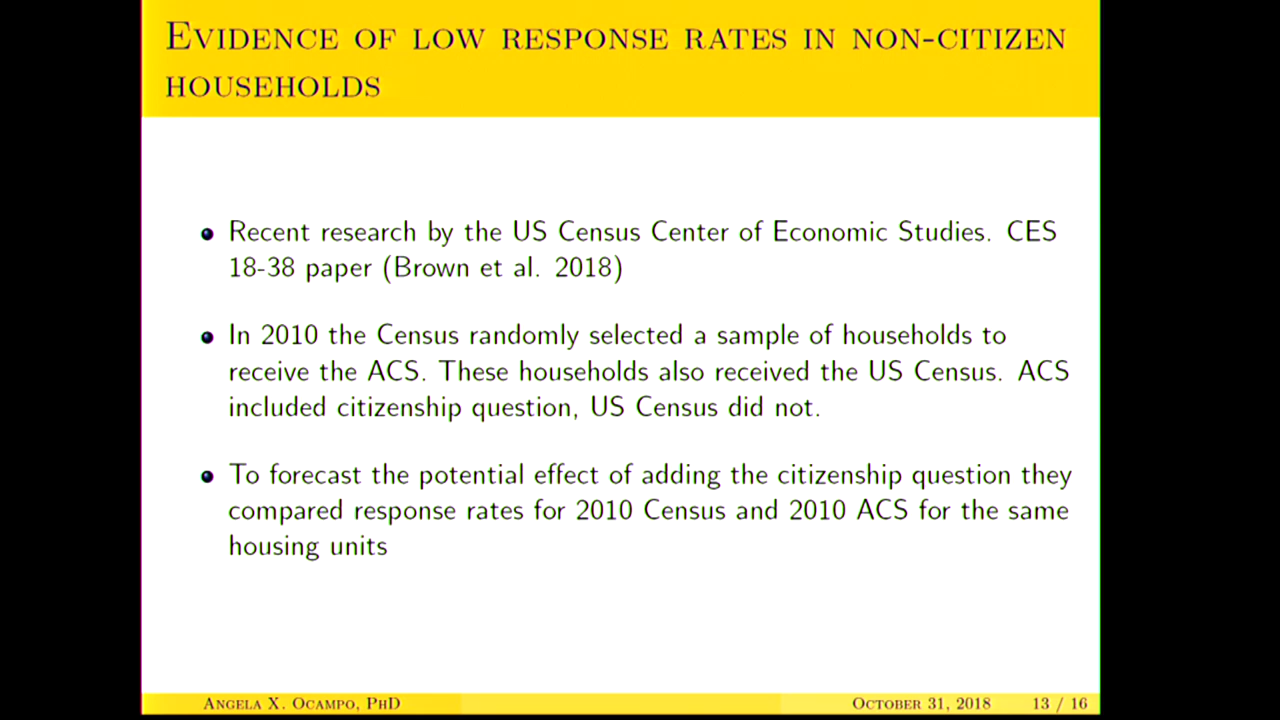 Evidence of low response rates in non-citizen
households
Recent research by the US Census Center of Economic Studies. CES
18-38 paper (Brown et al. 2018)
In 2010 the Census randomly selected a sample of households to
receive the ACS. These households also received the US Census. ACS
included citizenship question, US Census did not.
To forecast the potential effect of adding the citizenship question they
compared response rates for 2010 Census and 2010 ACS for the same
housing units
Angela X. Ocampo, PhD October 31, 2018 13 / 16